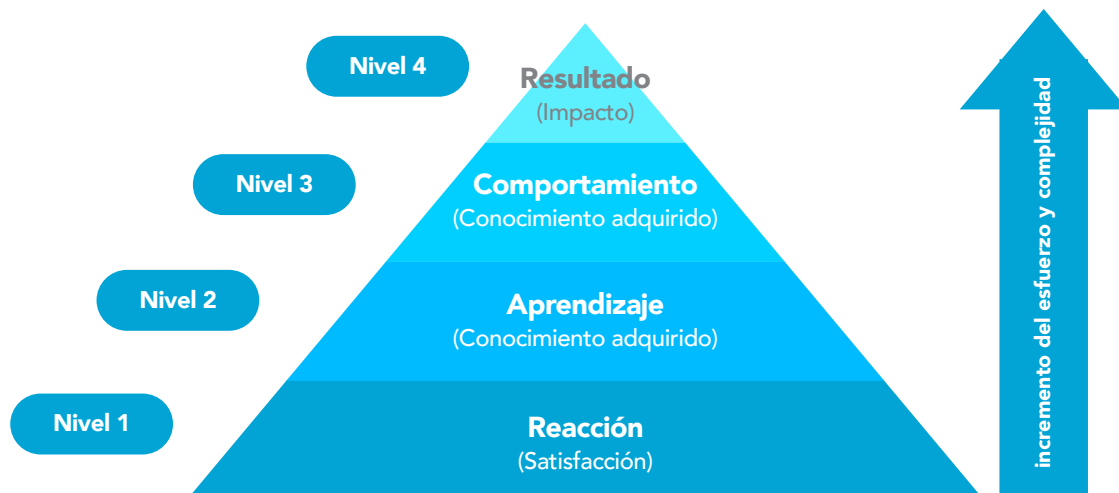 Nivel 4
Resultado
(Impacto)
Nivel 3
Comportamiento
(Conocimiento adquirido)
Nivel 2
Aprendizaje
(Conocimiento adquirido)
Nivel 1
Reacción
(Satisfacción)
incremento del esfuerzo y complejidad